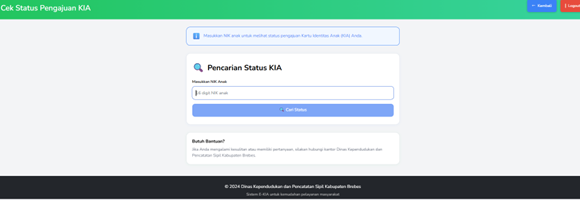 Cek Status Pengajuan KIA
← Kembali
Logout
Masukkan NIK anak untuk melihat status pengajuan Kartu Identitas Anak (KIA) Anda.
Pencarian Status KIA
Masukkan NIK Anak
16 digit NIK anak
Cari Status
Butuh Bantuan?
Jika Anda mengalami kesulitan atau memiliki pertanyaan, silakan hubungi kantor Dinas Kependudukan dan
Pencatatan Sipil Kabupaten Brebes.
© 2024 Dinas Kependudukan dan Pencatatan Sipil Kabupaten Brebes
Sistem E-KIA untuk kemudahan pelayanan masyarakat